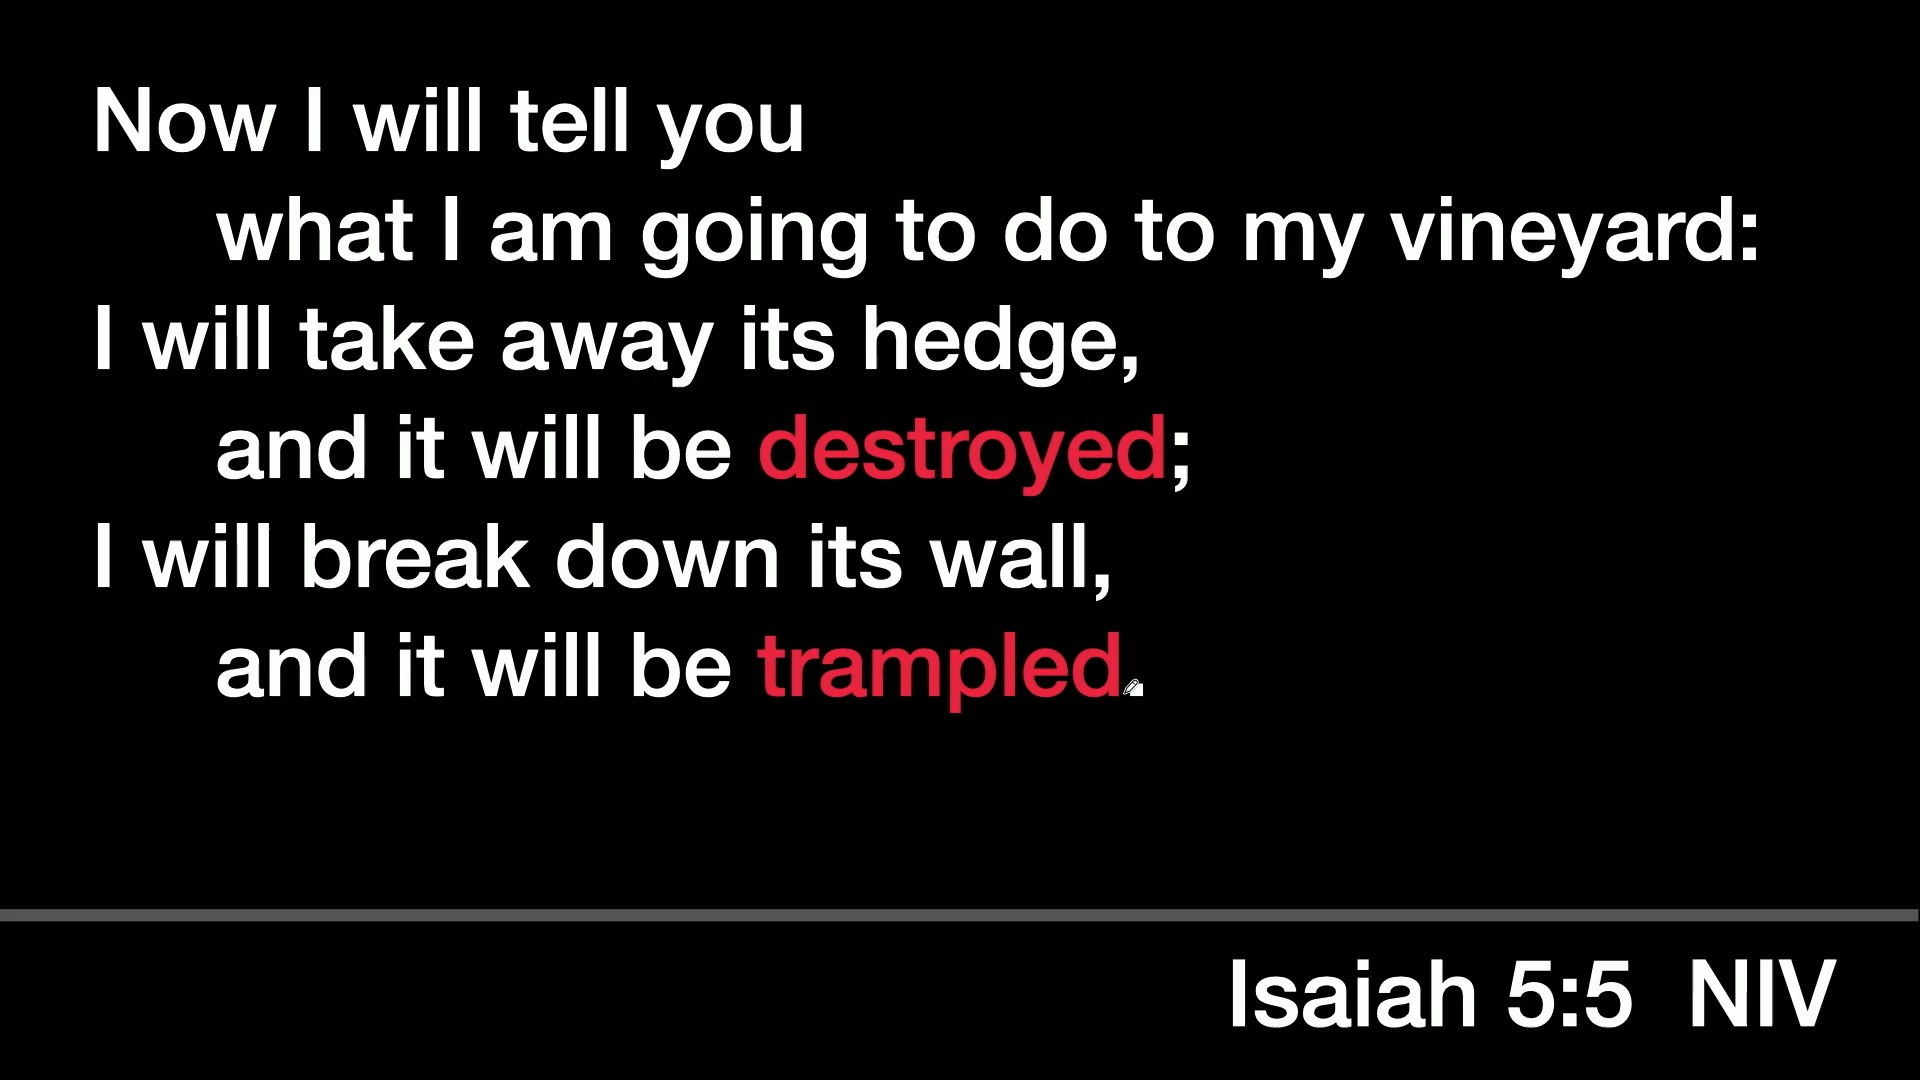 Now I will tell you
what I am going to do to my vineyard:
I will take away its hedge,
and it will be destroyed;
I will break down its wall,
and it will be trampled.
Isaiah 5:5 NIV